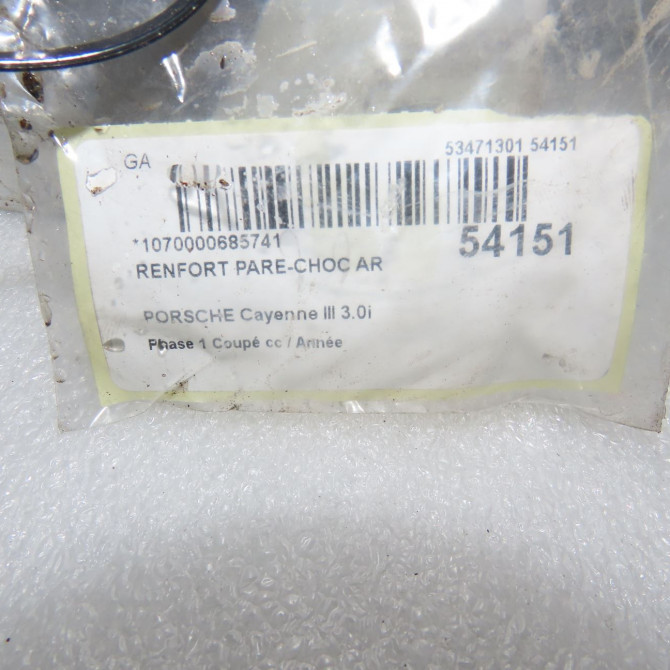 GA
53471301 54151
*1070000685741
54151
RENFORT PARE-CHOC AR
PORSCHE Cayenne III 3.0i
Phase 1 Coupé cc / Année